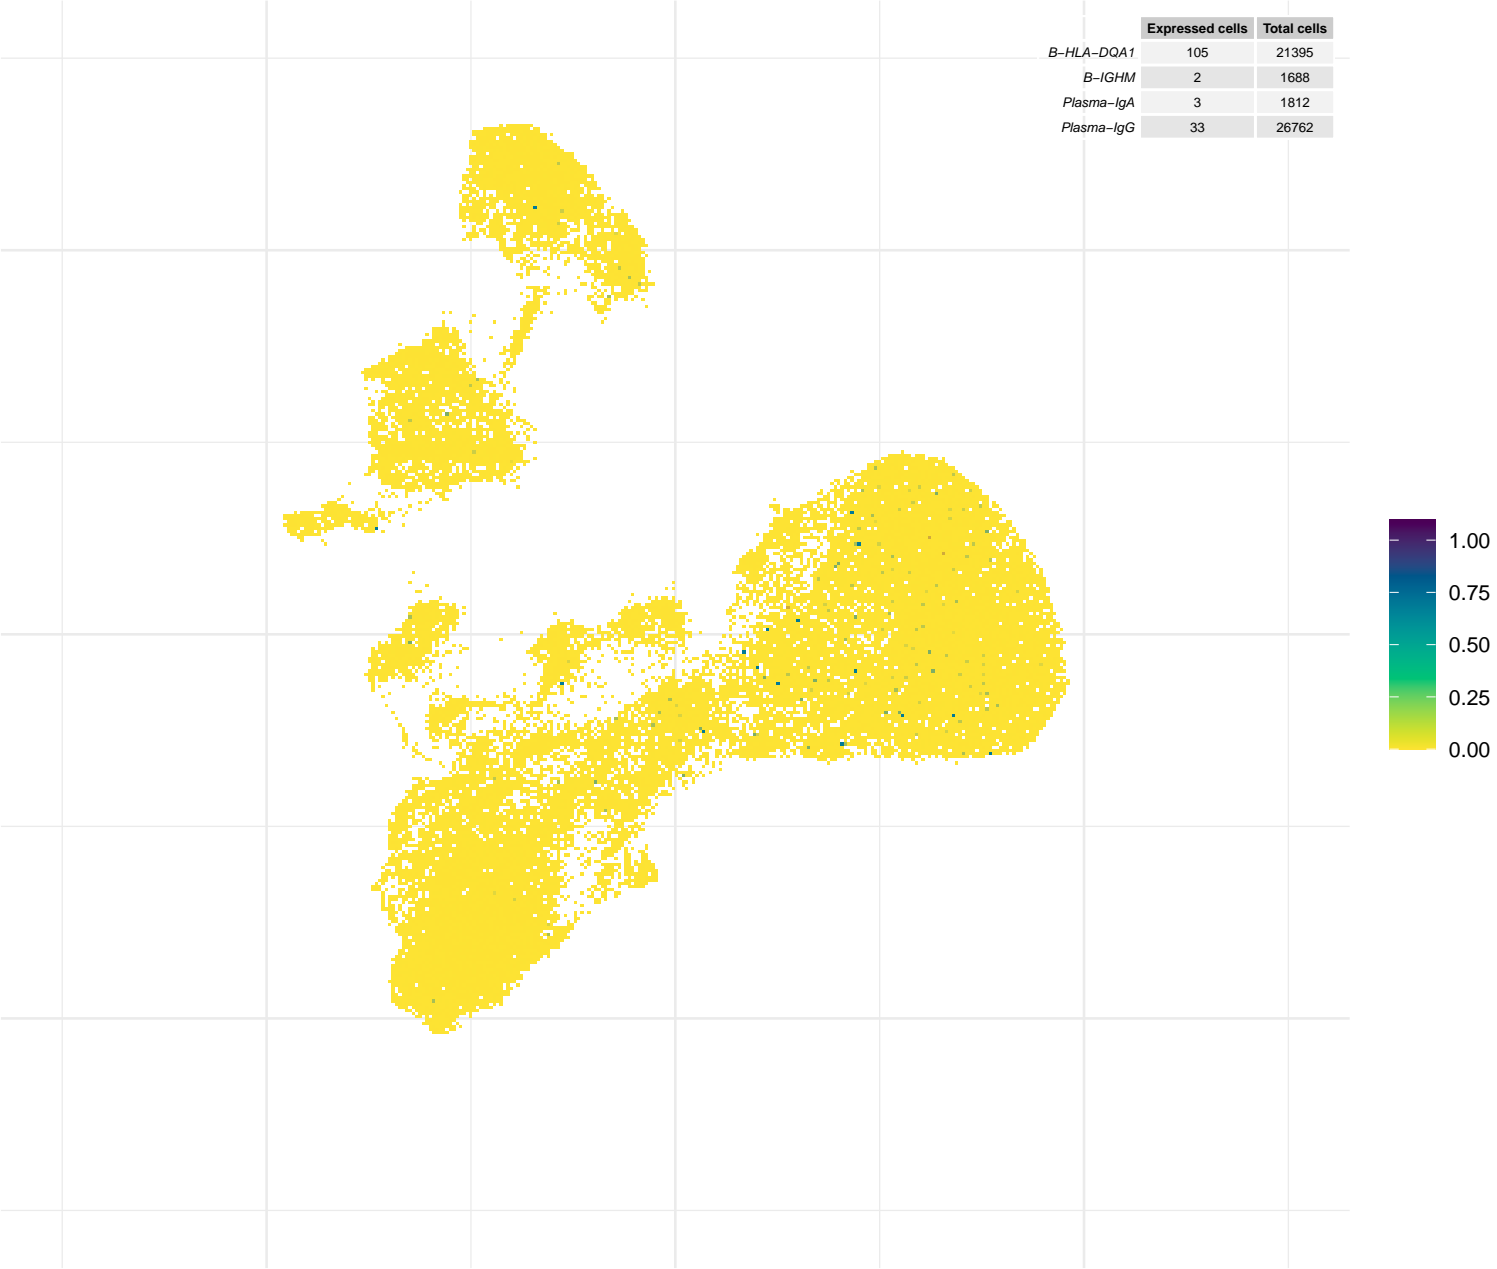 Expressed cells Total cells
B−HLA−DQA1 105 21395
B−IGHM 2 1688
Plasma−IgA 3 1812
Plasma−IgG 33 26762
1.00
0.75
0.50
0.25
0.00